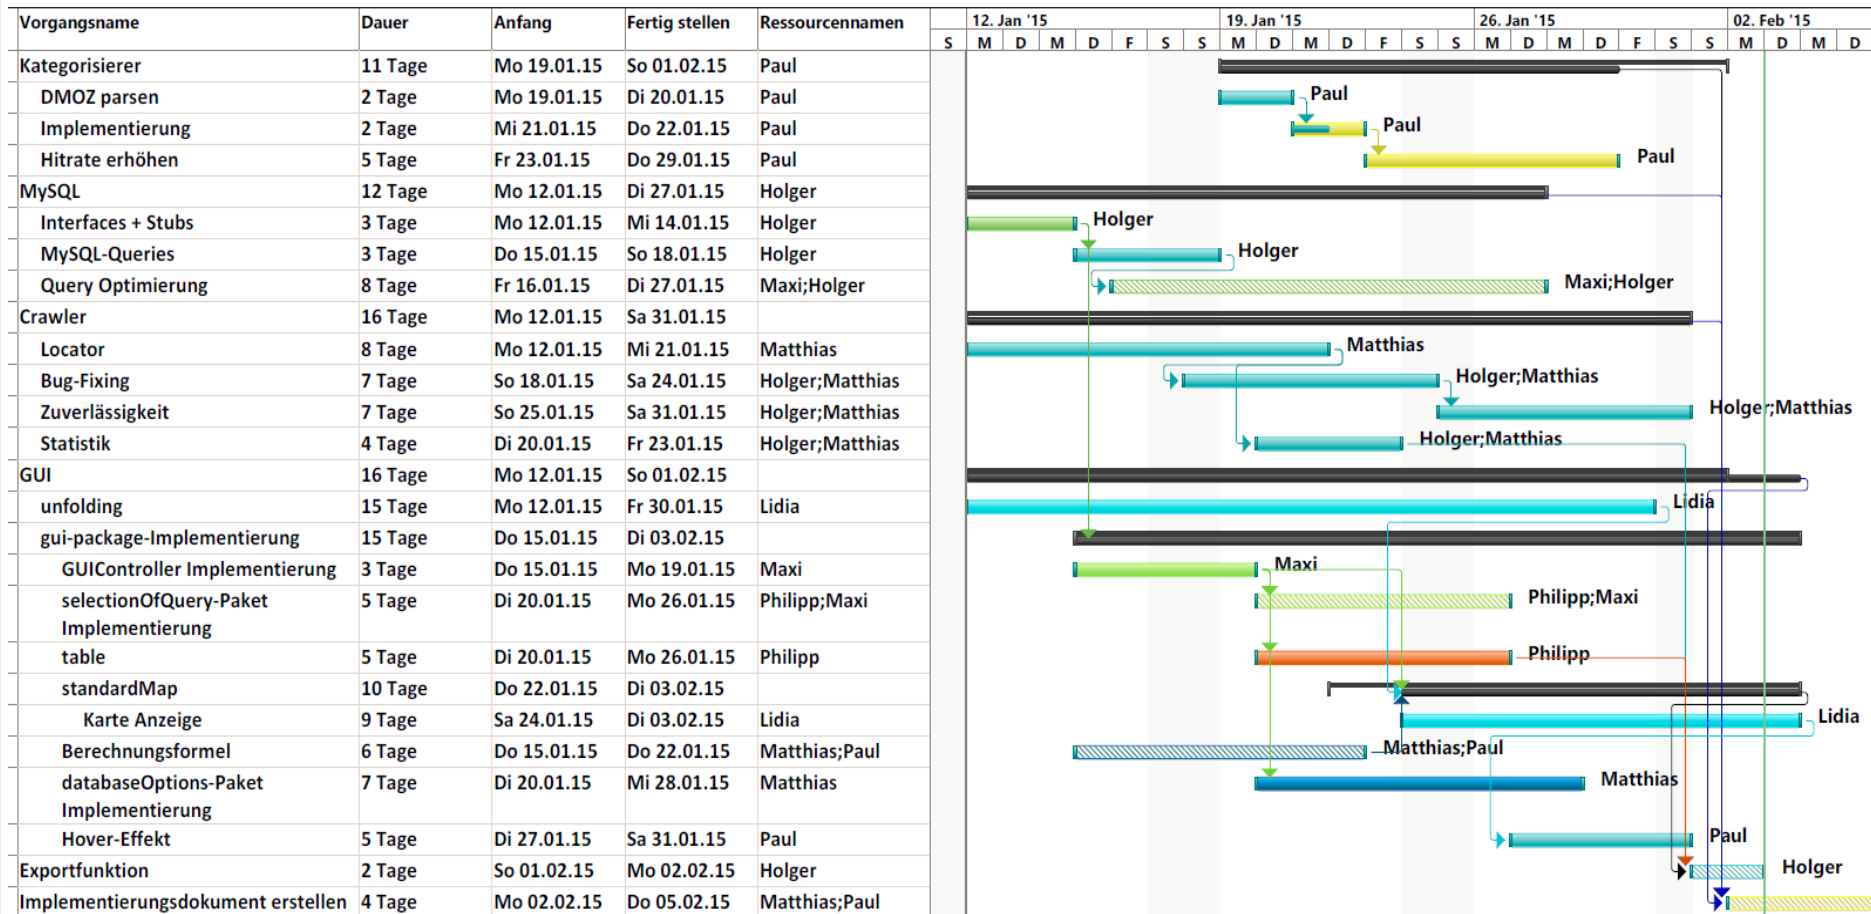 Vorgangsname Dauer Anfang Fertig stellen Ressourcennamen 12. Jan '15 19. Jan '15 26. Jan '15 02. Feb '15
S M D M D F S S M D M D F S S M D M D F S S M D M D
Kategorisierer 11 Tage Mo 19.01.15 So 01.02.15 Paul
DMOZ parsen 2 Tage Mo 19.01.15 Di 20.01.15 Paul Paul
Implementierung 2 Tage Mi 21.01.15 Do 22.01.15 Paul Paul
Hitrate erhöhen 5 Tage Fr 23.01.15 Do 29.01.15 Paul Paul
MySQL 12 Tage Mo 12.01.15 Di 27.01.15 Holger
Interfaces + Stubs 3 Tage Mo 12.01.15 Mi 14.01.15 Holger Holger
MySQL-Queries 3 Tage Do 15.01.15 So 18.01.15 Holger Holger
Query Optimierung 8 Tage Fr 16.01.15 Di 27.01.15 Maxi;Holger Maxi;Holger
Crawler 16 Tage Mo 12.01.15 Sa 31.01.15
Locator 8 Tage Mo 12.01.15 Mi 21.01.15 Matthias Matthias
Bug-Fixing 7 Tage So 18.01.15 Sa 24.01.15 Holger;Matthias Holger;Matthias
Zuverlässigkeit 7 Tage So 25.01.15 Sa 31.01.15 Holger;Matthias Holger;Matthias
Statistik 4 Tage Di 20.01.15 Fr 23.01.15 Holger;Matthias Holger;Matthias
GUI 16 Tage Mo 12.01.15 So 01.02.15
unfolding 15 Tage Mo 12.01.15 Fr 30.01.15 Lidia Lidia
gui-package-Implementierung 15 Tage Do 15.01.15 Di 03.02.15
GUIController Implementierung 3 Tage Do 15.01.15 Mo 19.01.15 Maxi Maxi
selectionOfQuery-Paket 5 Tage Di 20.01.15 Mo 26.01.15 Philipp;Maxi Philipp;Maxi
Implementierung
table 5 Tage Di 20.01.15 Mo 26.01.15 Philipp Philipp
standardMap 10 Tage Do 22.01.15 Di 03.02.15
Karte Anzeige 9 Tage Sa 24.01.15 Di 03.02.15 Lidia Lidia
Berechnungsformel 6 Tage Do 15.01.15 Do 22.01.15 Matthias;Paul Matthias;Paul
databaseOptions-Paket 7 Tage Di 20.01.15 Mi 28.01.15 Matthias Matthias
Implementierung
Hover-Effekt 5 Tage Di 27.01.15 Sa 31.01.15 Paul Paul
Exportfunktion 2 Tage So 01.02.15 Mo 02.02.15 Holger Holger
Implementierungsdokument erstellen 4 Tage Mo 02.02.15 Do 05.02.15 Matthias;Paul